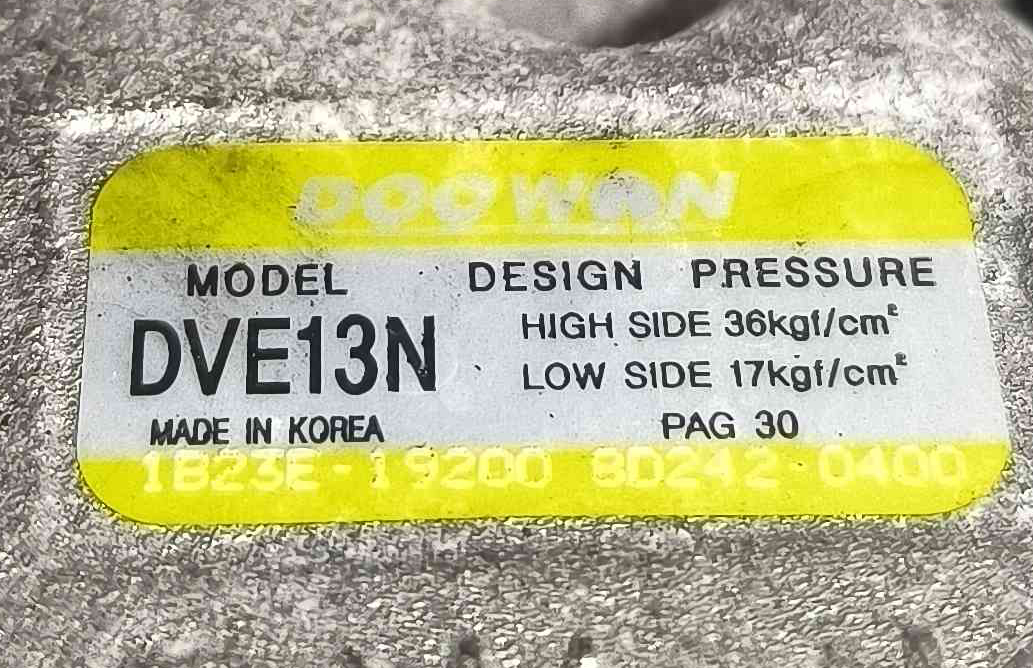 DOOWON
MODEL
DVE13N
MADE IN KOREA
DESIGN PRESSURE
HIGH SIDE 36kgf/cm²
LOW SIDE 17kgf/cm²
PAG 30
1B23E-19200 8D242 0400